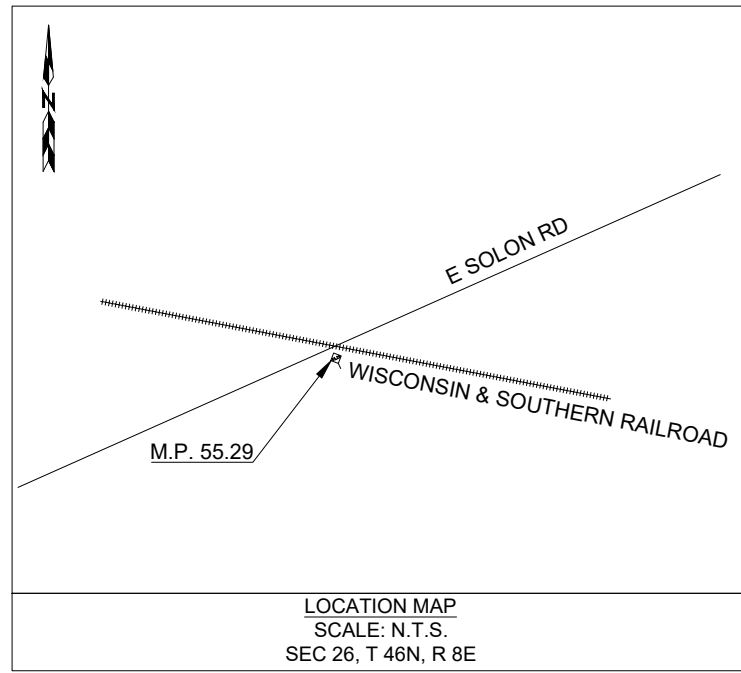 N
E SOLON RD
WISCONSIN & SOUTHERN RAILROAD
M.P. 55.29
LOCATION MAP
SCALE: N.T.S.
SEC 26, T 46N, R 8E